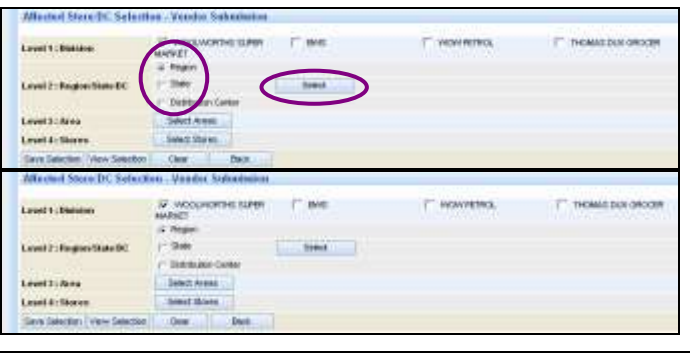 Affected Store/DC Selection - Vendor Submission
Level 1 : Division WOOLWORTHS SUPER MARKET BWS WOW PETROL THOMAS DUX GROCER
Region
Level 2 : Region/State/DC State Select
Distribution Center
Level 3 : Area Select Areas
Level 4 : Stores Select Stores
Save Selection View Selection Clear Back
Affected Store/DC Selection - Vendor Submission
Level 1 : Division WOOLWORTHS SUPER MARKET BWS WOW PETROL THOMAS DUX GROCER
Region
Level 2 : Region/State/DC State Select
Distribution Center
Level 3 : Area Select Areas
Level 4 : Stores Select Stores
Save Selection View Selection Clear Back